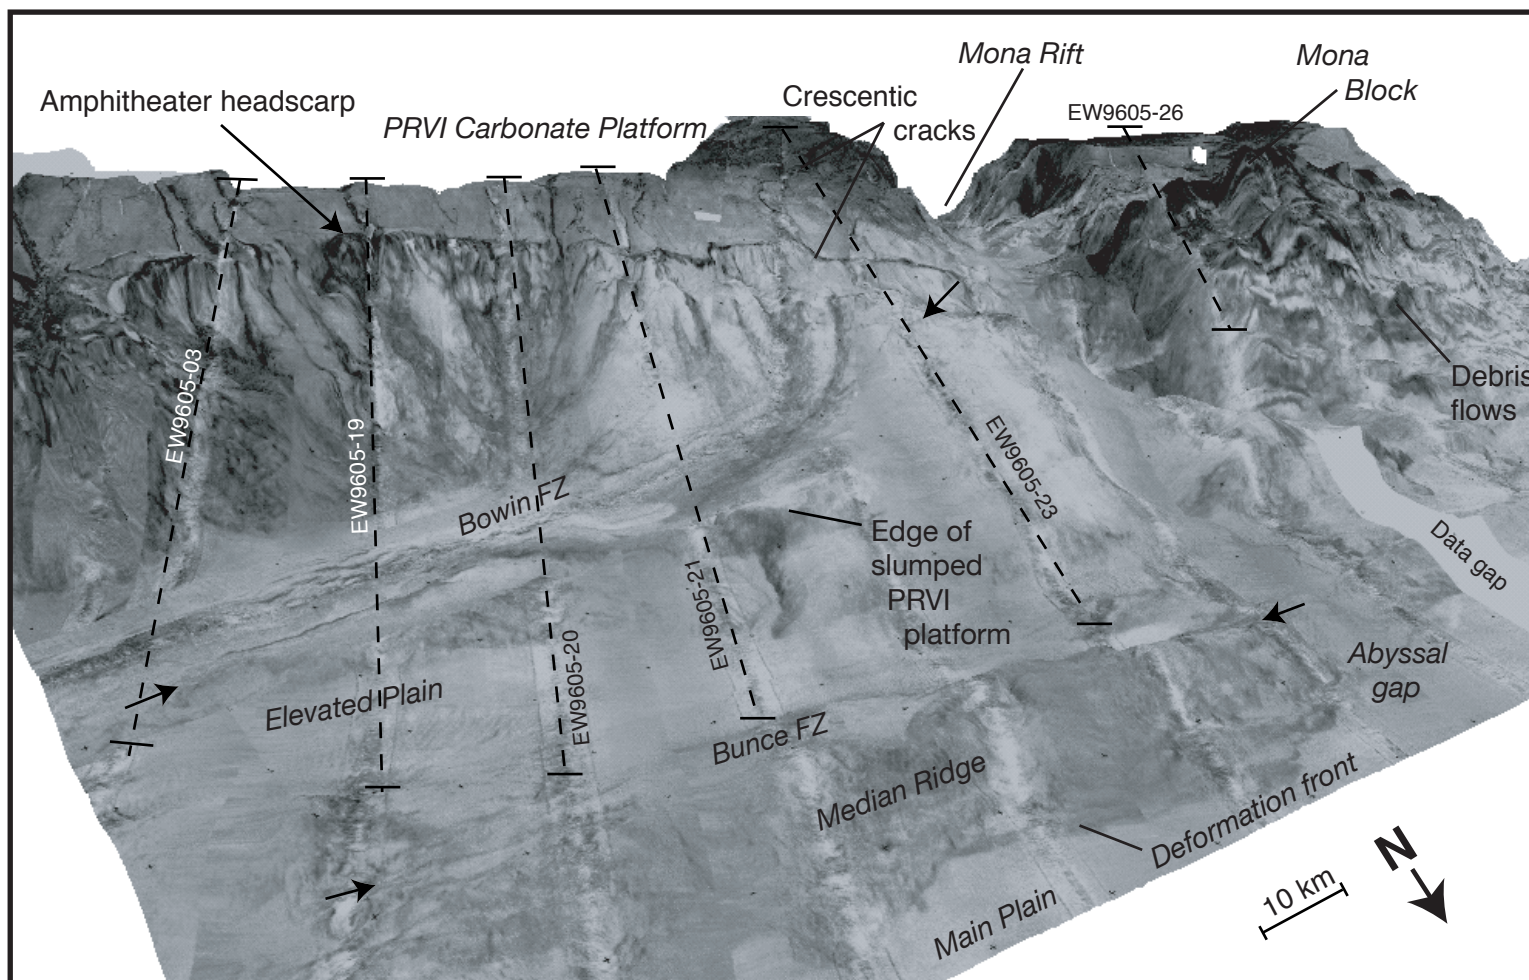 Mona Rift
Mona
Block
Amphitheater headscarp
Crescentic
cracks
PRVI Carbonate Platform
EW9605-26
EW9605-03
EW9605-19
EW9605-23
Debris
flows
Bowin FZ
Edge of
slumped
PRVI
platform
Data gap
EW9605-21
EW9605-20
Abyssal
gap
Elevated Plain
Bunce FZ
Median Ridge
Deformation front
Main Plain
10 km
N